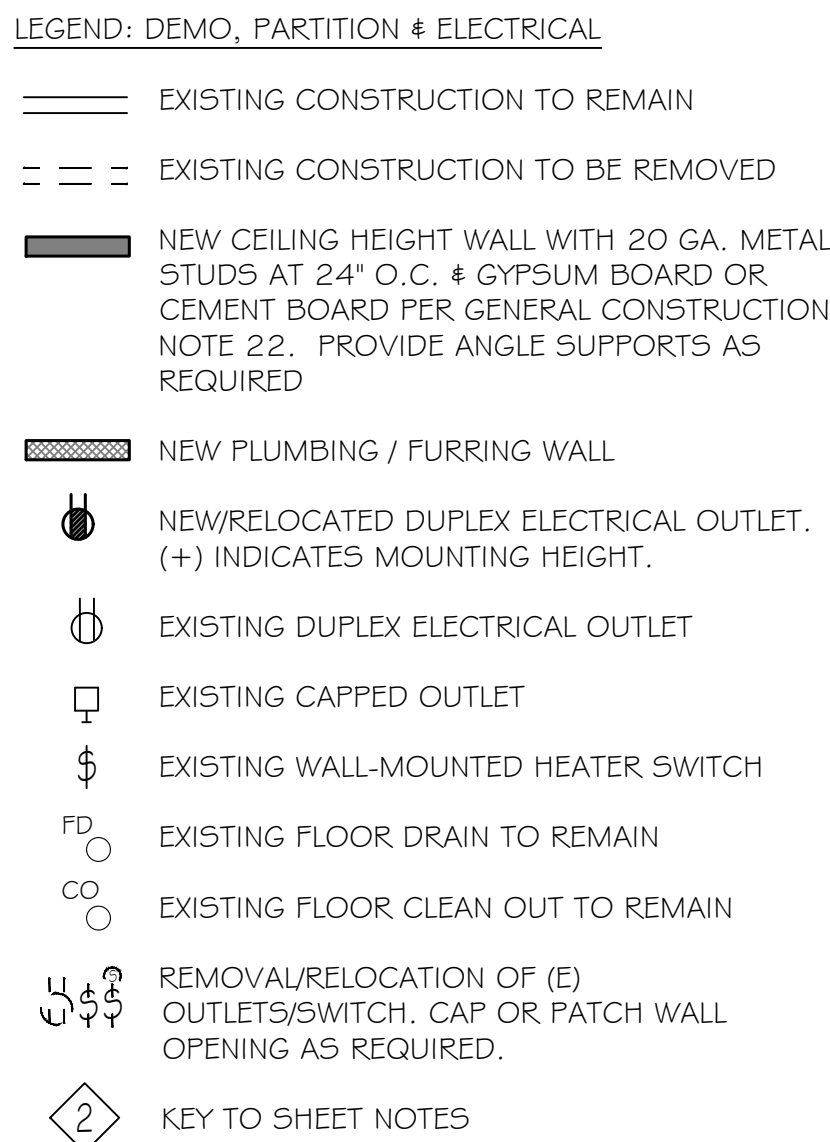 LEGEND: DEMO, PARTITION & ELECTRICAL
EXISTING CONSTRUCTION TO REMAIN
EXISTING CONSTRUCTION TO BE REMOVED
NEW CEILING HEIGHT WALL WITH 20 GA. METAL
STUDS AT 24" O.C. & GYPSUM BOARD OR
CEMENT BOARD PER GENERAL CONSTRUCTION
NOTE 22. PROVIDE ANGLE SUPPORTS AS
REQUIRED
NEW PLUMBING / FURRING WALL
NEW/RELOCATED DUPLEX ELECTRICAL OUTLET.
(+) INDICATES MOUNTING HEIGHT.
EXISTING DUPLEX ELECTRICAL OUTLET
EXISTING CAPPED OUTLET
$ EXISTING WALL-MOUNTED HEATER SWITCH
FD EXISTING FLOOR DRAIN TO REMAIN
CO EXISTING FLOOR CLEAN OUT TO REMAIN
$$ REMOVAL/RELOCATION OF (E)
OUTLETS/SWITCH. CAP OR PATCH WALL
OPENING AS REQUIRED.
2 KEY TO SHEET NOTES